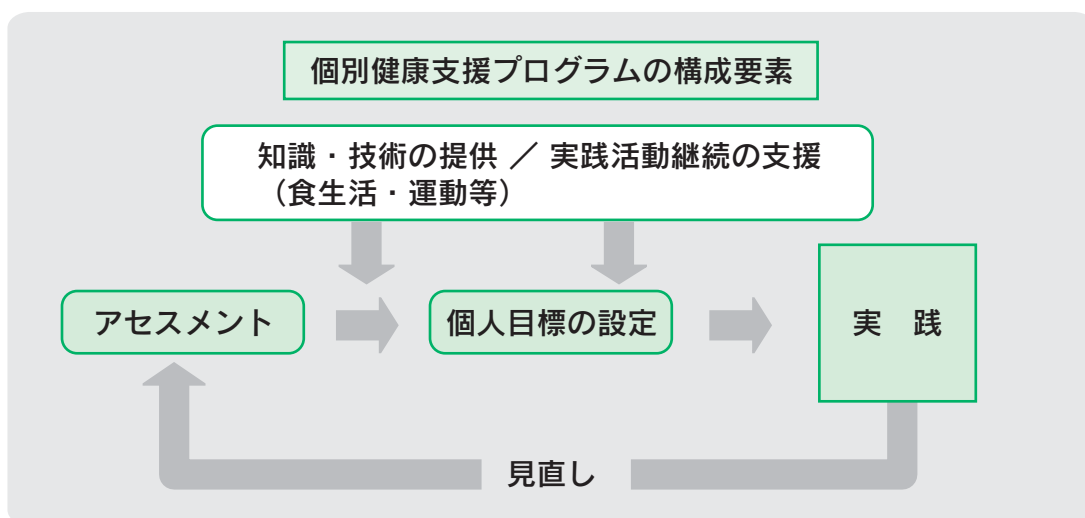 個別健康支援プログラムの構成要素
知識・技術の提供 ／ 実践活動継続の支援
（食生活・運動等）
アセスメント
個人目標の設定
実　践
見直し